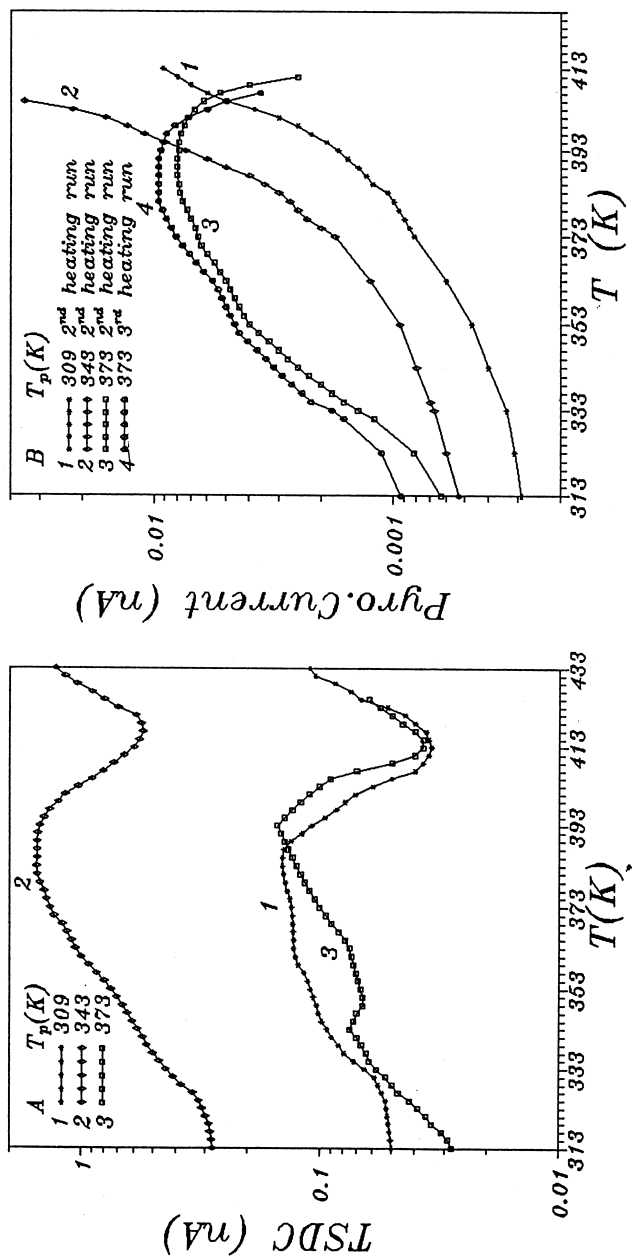 A T_p(K)
1 309
2 343
3 373
2
1
3
1
0.1
0.01
TSDC (nA)
313 333 353 373 393 413 433
T(K)
B T_p(K)
1 309 2nd heating run
2 343 2nd heating run
3 373 2nd heating run
4 373 3rd heating run
4
3
2
1
0.01
0.001
Pyro.Current (nA)
313 333 353 373 393 413
T (K)